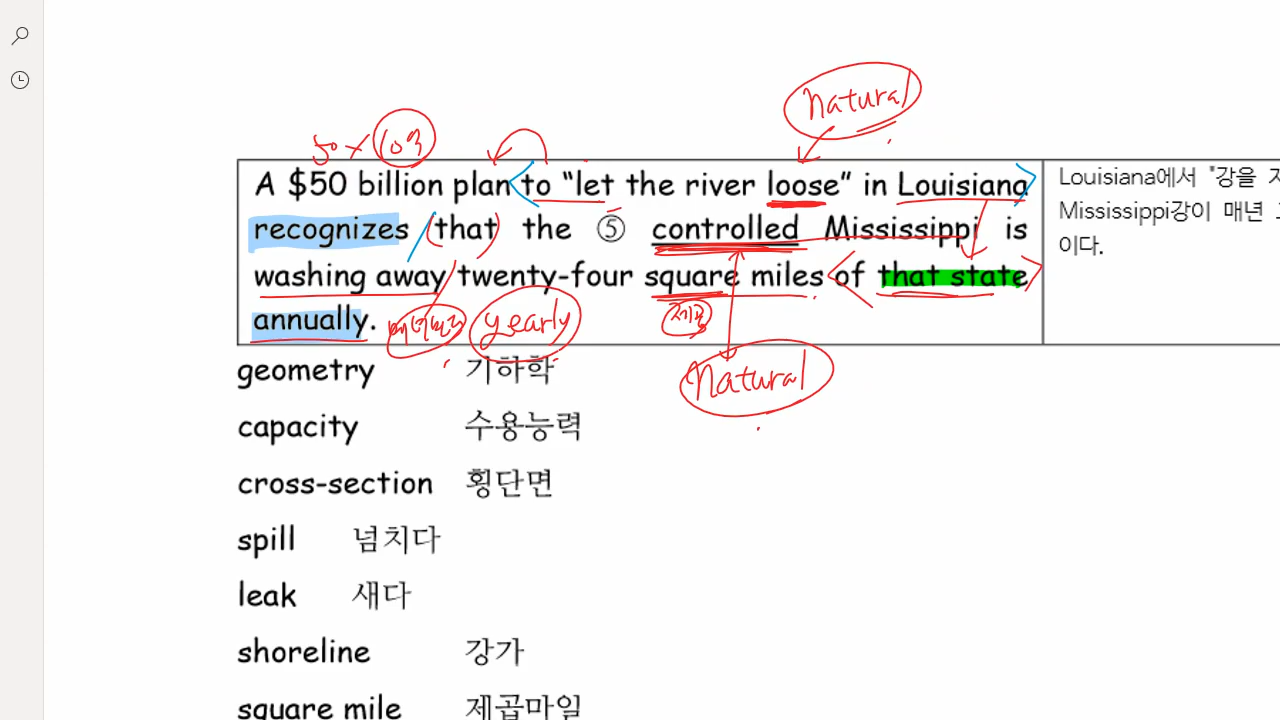 natural
50 × 10억
A $50 billion plan to “let the river loose” in Louisiana
recognizes that the ⑤ controlled Mississippi is
washing away twenty-four square miles of that state
annually.
yearly
제곱
natural
Louisiana에서 "강을 자
Mississippi강이 매년
이다.
geometry 기하학
capacity 수용능력
cross-section 횡단면
spill 넘치다
leak 새다
shoreline 강가
square mile 제곱마일